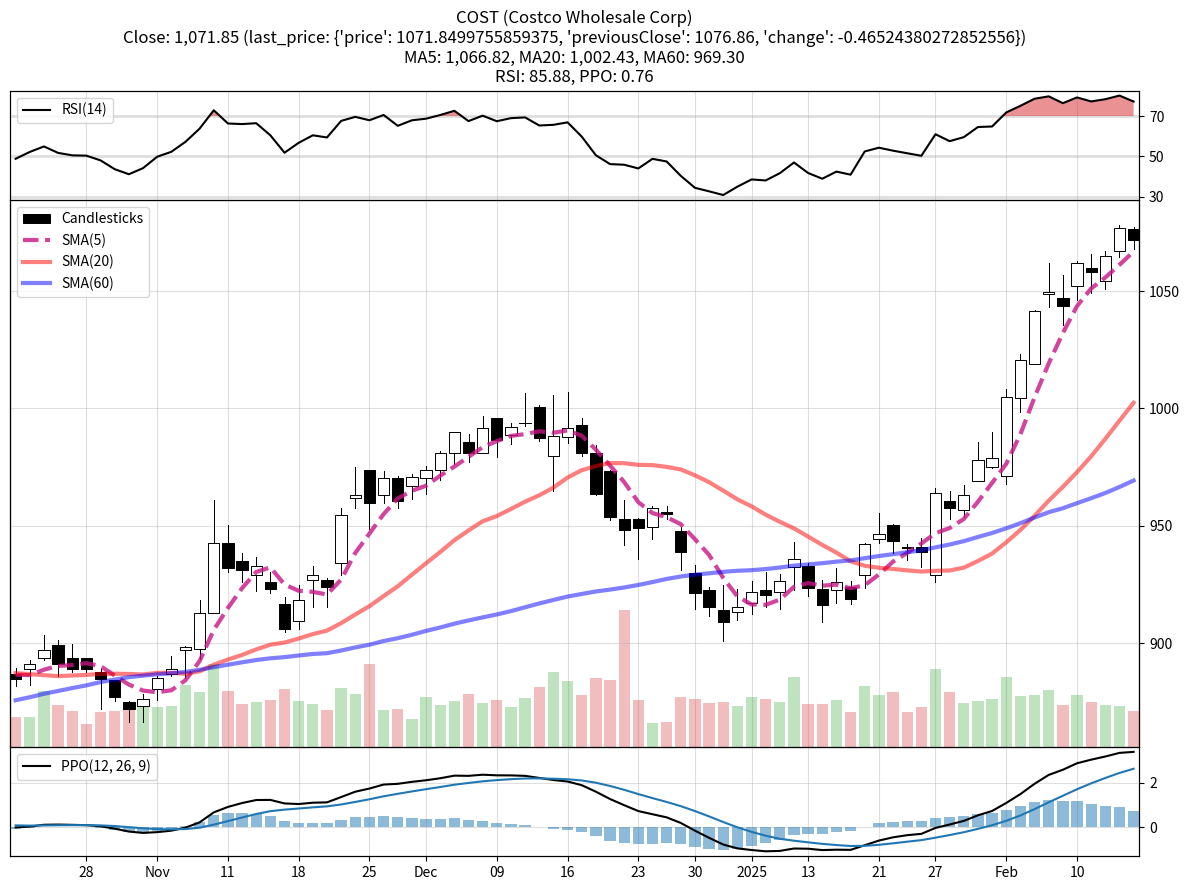 COST (Costco Wholesale Corp)
Close: 1,071.85 (last_price: {'price': 1071.8499755859375, 'previousClose': 1076.86, 'change': -0.46524380272852556})
MA5: 1,066.82, MA20: 1,002.43, MA60: 969.30
RSI: 85.88, PPO: 0.76
RSI(14)
70
50
30
Candlesticks
SMA(5)
SMA(20)
SMA(60)
1050
1000
950
900
PPO(12, 26, 9)
2
0
28 Nov 11 18 25 Dec 09 16 23 30 2025 13 21 27 Feb 10